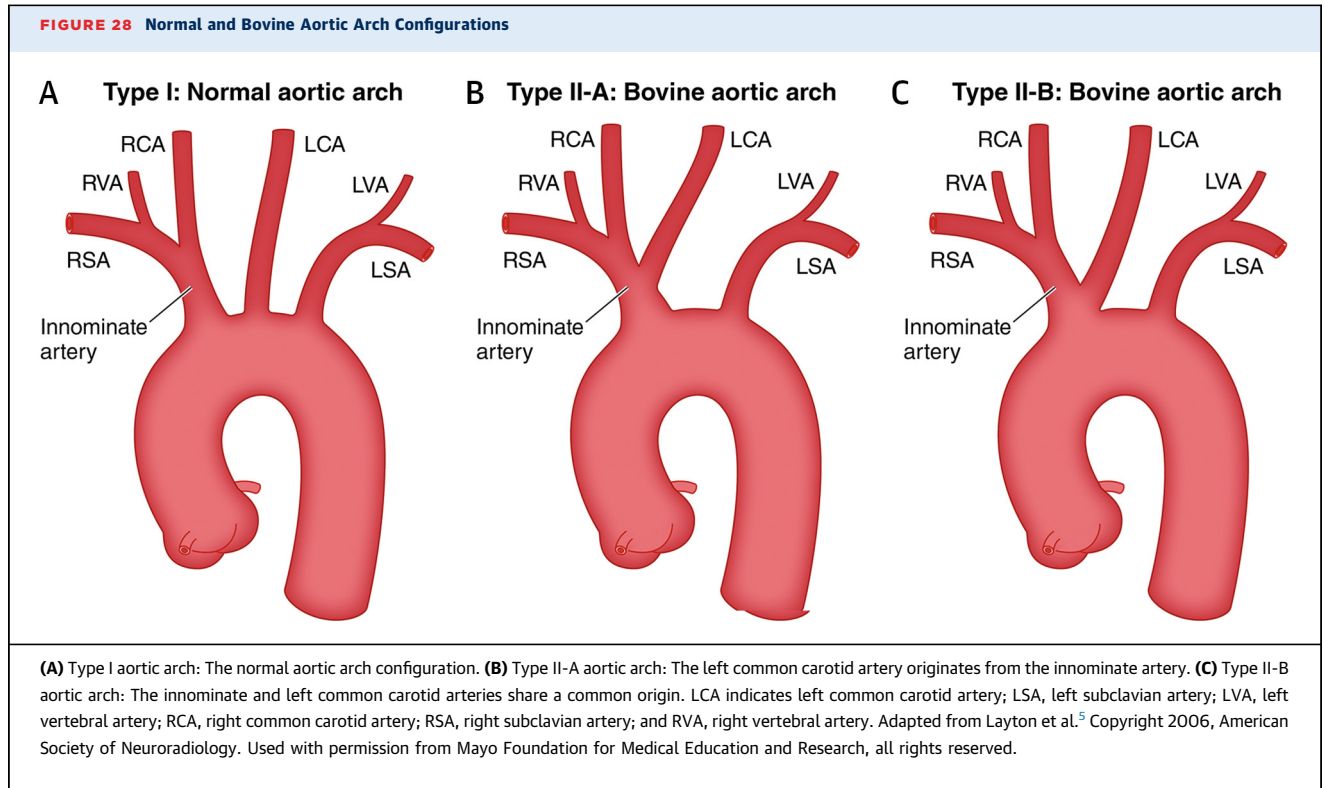 FIGURE 28 Normal and Bovine Aortic Arch Configurations
A Type I: Normal aortic arch
RCA
LCA
RVA
LVA
RSA
LSA
Innominate
artery
B Type II-A: Bovine aortic arch
RCA
LCA
RVA
LVA
RSA
LSA
Innominate
artery
C Type II-B: Bovine aortic arch
RCA
LCA
RVA
LVA
RSA
LSA
Innominate
artery
(A) Type I aortic arch: The normal aortic arch configuration. (B) Type II-A aortic arch: The left common carotid artery originates from the innominate artery. (C) Type II-B
aortic arch: The innominate and left common carotid arteries share a common origin. LCA indicates left common carotid artery; LSA, left subclavian artery; LVA, left
vertebral artery; RCA, right common carotid artery; RSA, right subclavian artery; and RVA, right vertebral artery. Adapted from Layton et al.5 Copyright 2006, American
Society of Neuroradiology. Used with permission from Mayo Foundation for Medical Education and Research, all rights reserved.